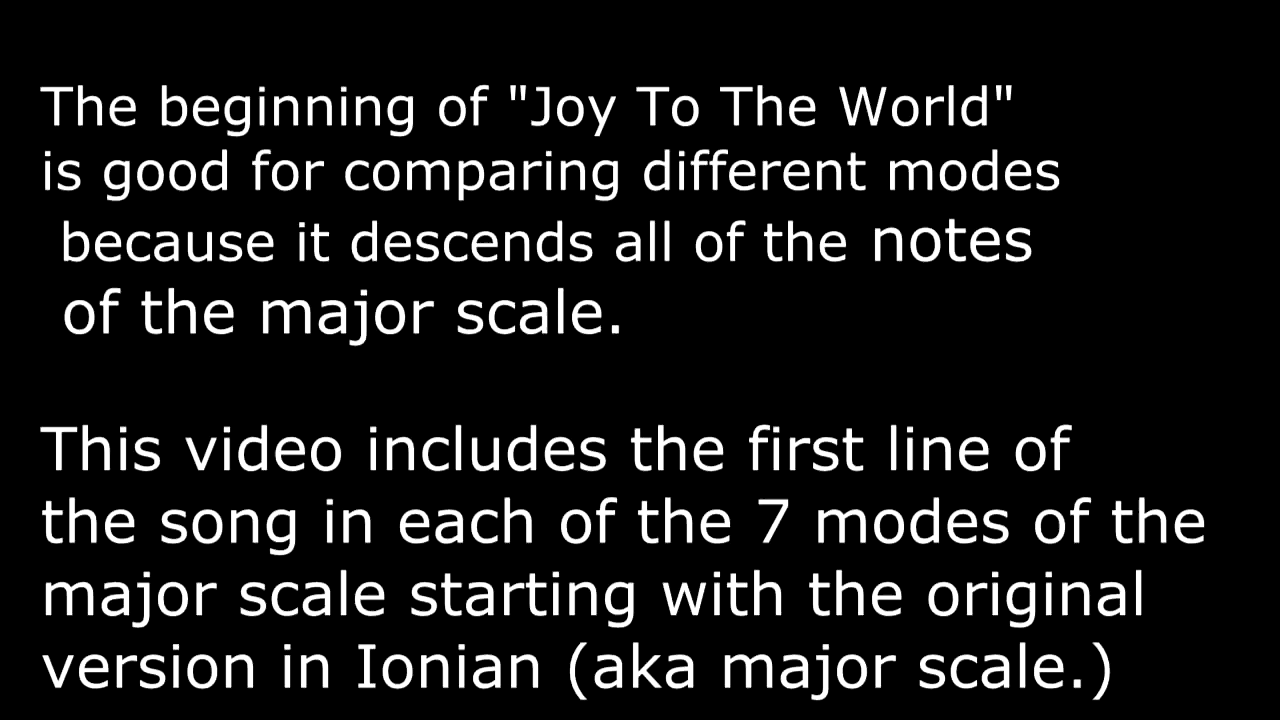 The beginning of "Joy To The World"
is good for comparing different modes
because it descends all of the notes
of the major scale.
This video includes the first line of
the song in each of the 7 modes of the
major scale starting with the original
version in Ionian (aka major scale.)